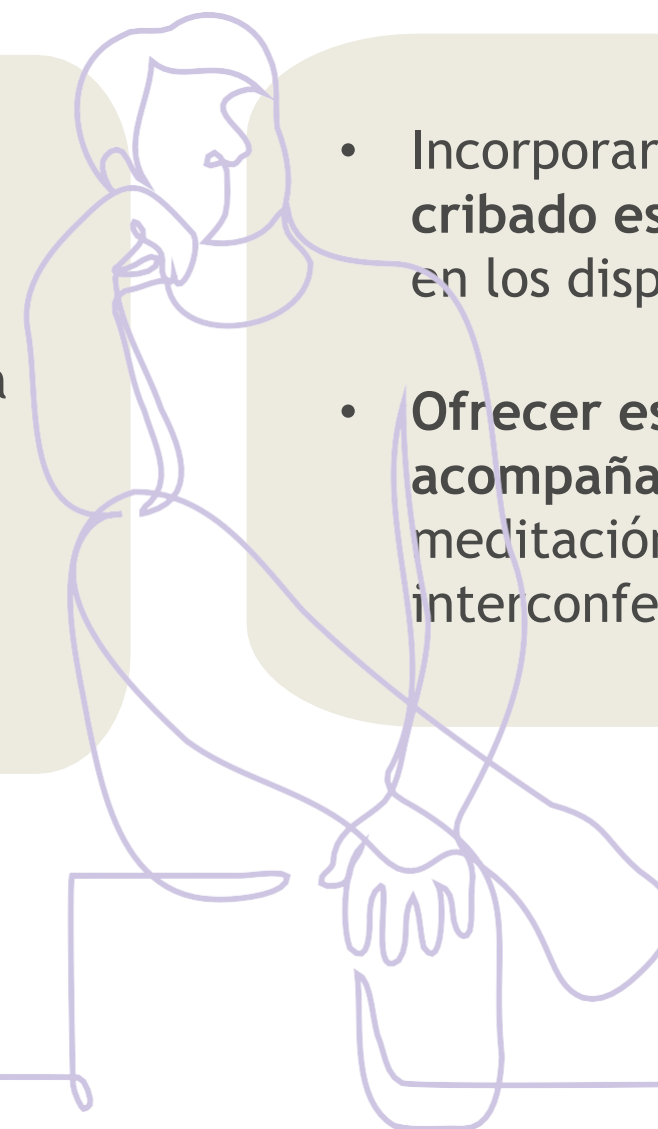 a
• Incorporar
cribado es
en los disp
• Ofrecer es
acompaña
meditación
interconfe